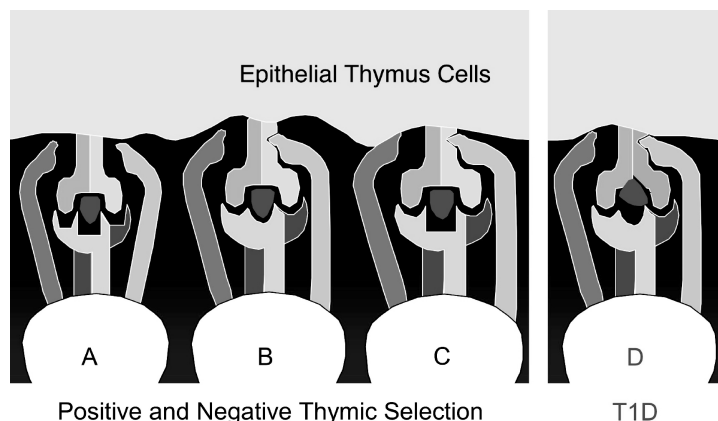 Epithelial Thymus Cells
A
B
C
D
Positive and Negative Thymic Selection
T1D